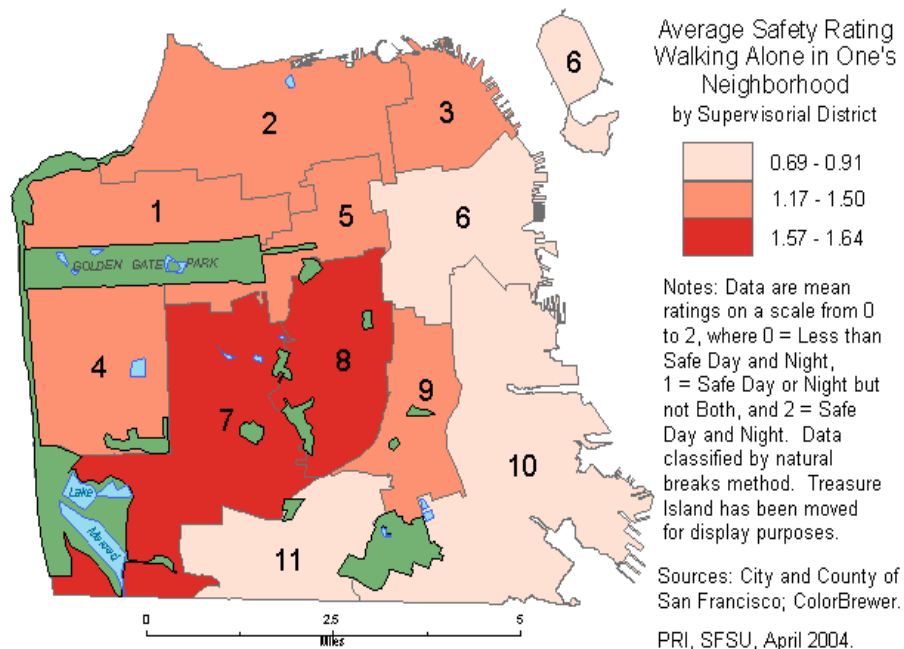 Average Safety Rating
Walking Alone in One's
Neighborhood
by Supervisorial District
0.69 - 0.91
1.17 - 1.50
1.57 - 1.64
Notes: Data are mean
ratings on a scale from 0
to 2, where 0 = Less than
Safe Day and Night,
1 = Safe Day or Night but
not Both, and 2 = Safe
Day and Night. Data
classified by natural
breaks method. Treasure
Island has been moved
for display purposes.
Sources: City and County of
San Francisco; ColorBrewer.
PRI, SFSU, April 2004.
6
2
3
1
5
6
GOLDEN GATE PARK
4
8
9
7
10
Lake
Merced
11
0
2.5
5
Miles